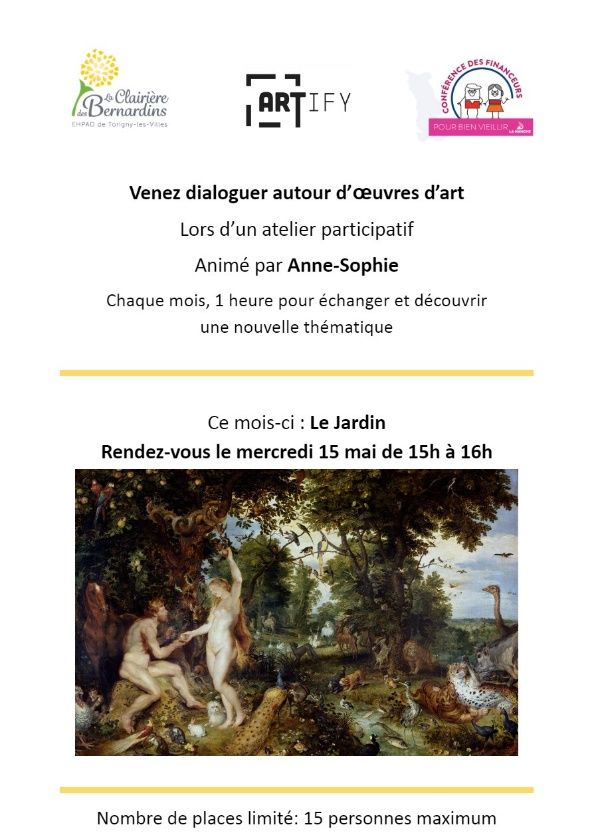 La Clairière
des Bernardins
EHPAD de Torigny-les-Villes
ARTIFY
CONFÉRENCE DES FINANCEURS
POUR BIEN VIEILLIR LA MANCHE
Venez dialoguer autour d'œuvres d'art
Lors d'un atelier participatif
Animé par Anne-Sophie
Chaque mois, 1 heure pour échanger et découvrir
une nouvelle thématique
Ce mois-ci : Le Jardin
Rendez-vous le mercredi 15 mai de 15h à 16h
Nombre de places limité: 15 personnes maximum